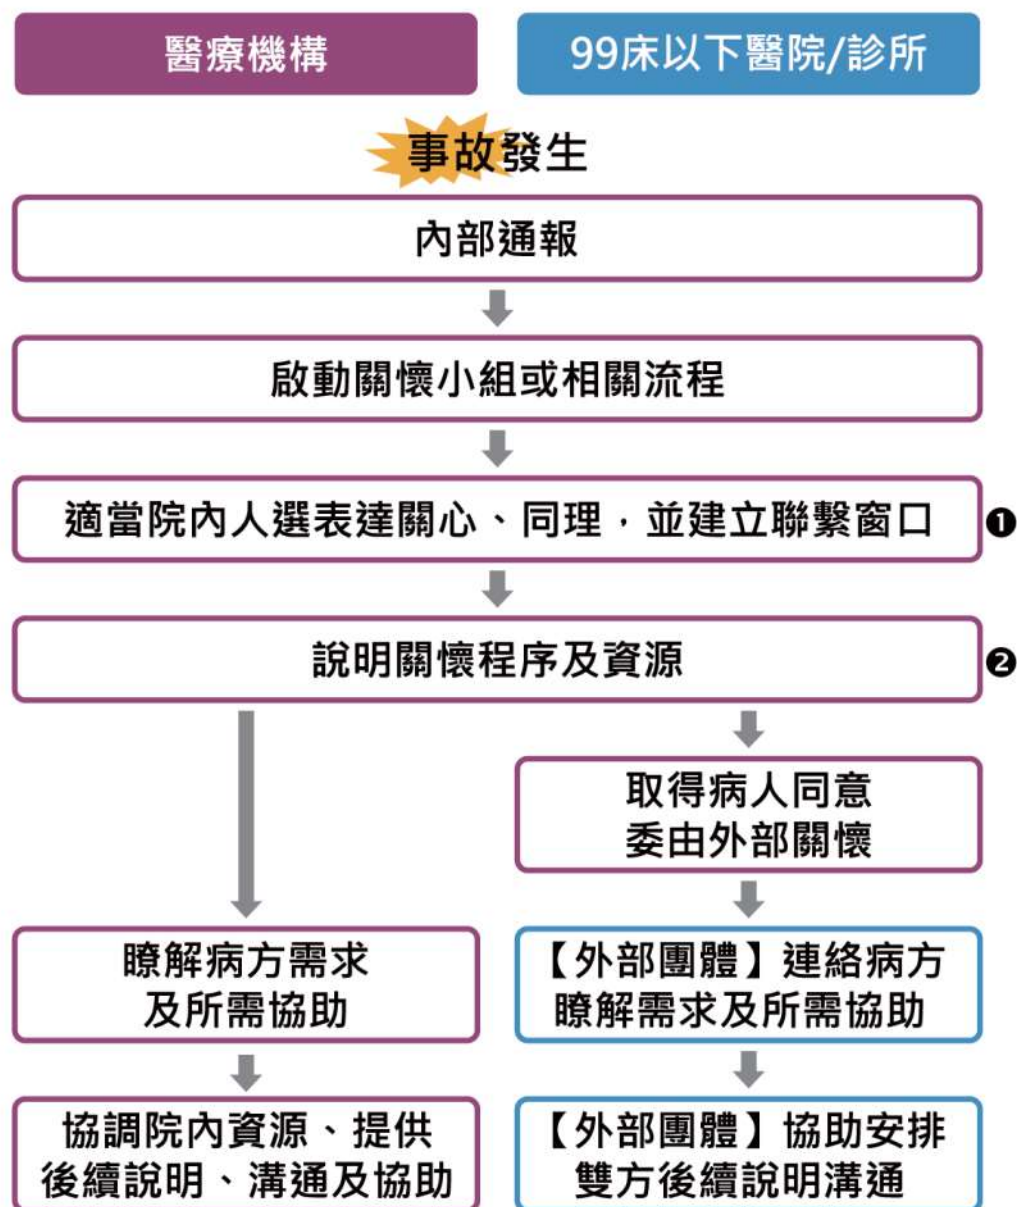 醫療機構
99床以下醫院/診所
事故發生
內部通報
啟動關懷小組或相關流程
適當院內人選表達關心、同理，並建立聯繫窗口 ❶
說明關懷程序及資源 ❷
取得病人同意
委由外部關懷
瞭解病方需求
及所需協助
【外部團體】連絡病方
瞭解需求及所需協助
協調院內資源、提供
後續說明、溝通及協助
【外部團體】協助安排
雙方後續說明溝通